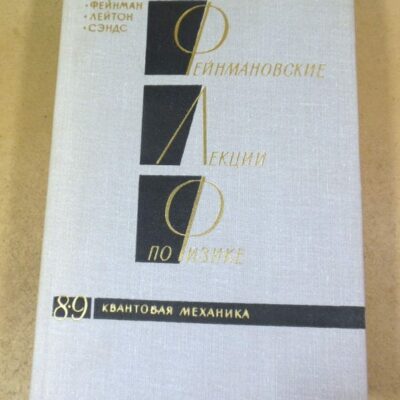 • ФЕЙНМАН
• ЛЕЙТОН
• СЭНДС
ФЕЙНМАНОВСКИЕ
ЛЕКЦИИ
ПО ФИЗИКЕ
8·9 КВАНТОВАЯ МЕХАНИКА